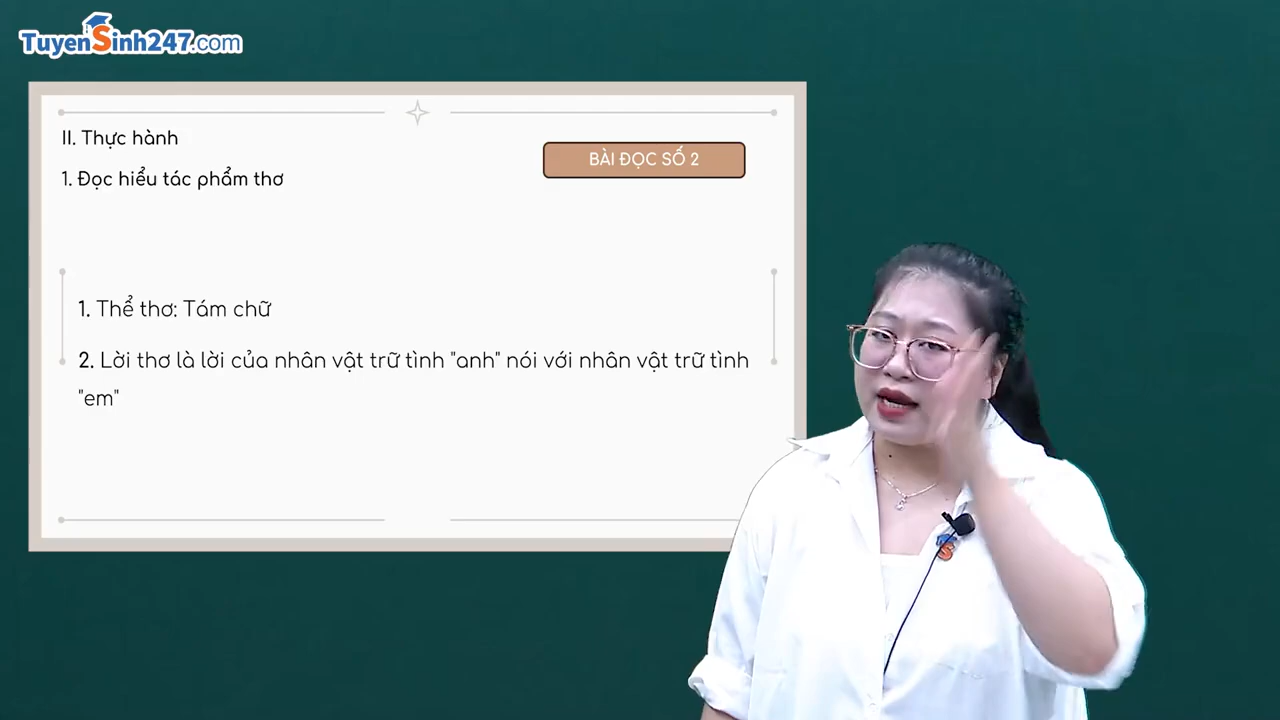 TuyenSinh247.com
II. Thực hành
BÀI ĐỌC SỐ 2
1. Đọc hiểu tác phẩm thơ
1. Thể thơ: Tám chữ
2. Lời thơ là lời của nhân vật trữ tình "anh" nói với nhân vật trữ tình
"em"
S